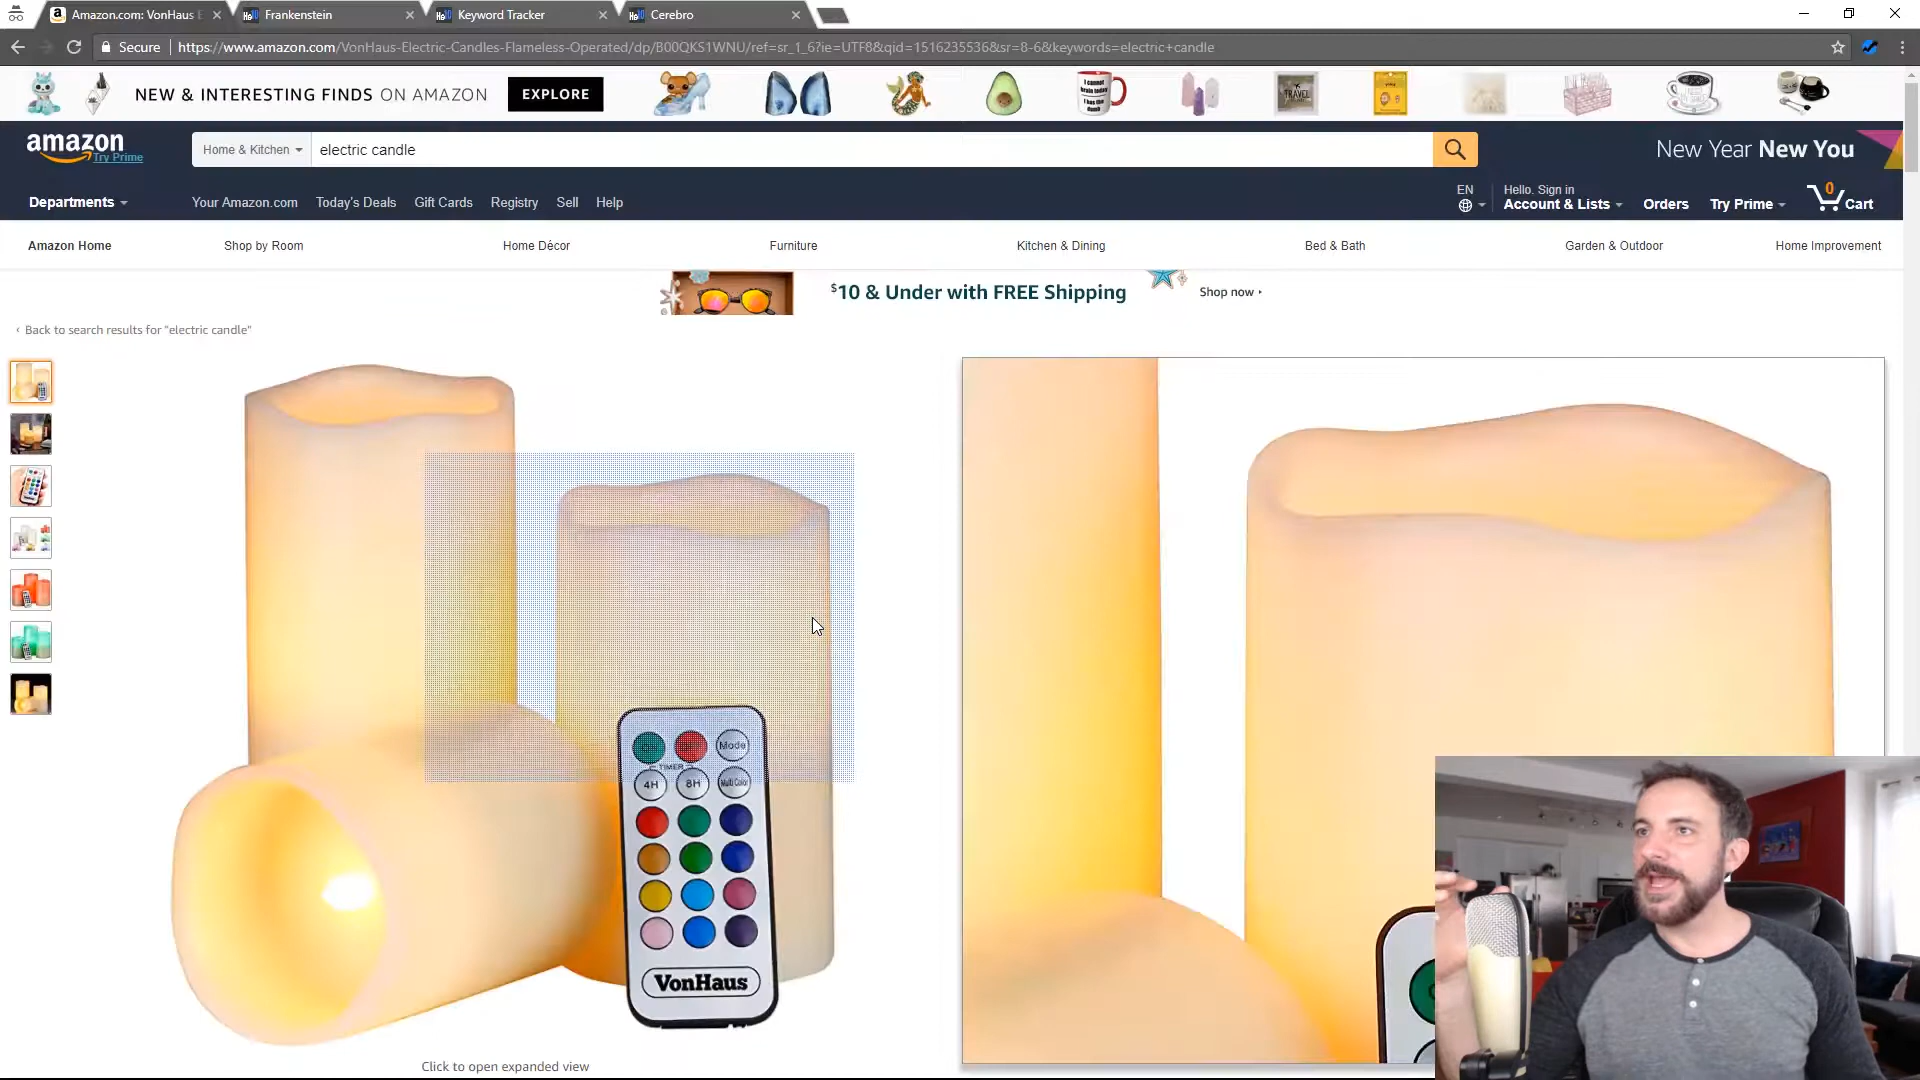 Amazon.com: VonHaus E
Frankenstein
Keyword Tracker
Cerebro
Secure
https://www.amazon.com/VonHaus-Electric-Candles-Flameless-Operated/dp/B00QKS1WNU/ref=sr_1_6?ie=UTF8&qid=1516235536&sr=8-6&keywords=electric+candle
NEW & INTERESTING FINDS ON AMAZON EXPLORE
amazon
Try Prime
Home & Kitchen
electric candle
New Year New You
Departments
Your Amazon.com
Today's Deals
Gift Cards
Registry
Sell
Help
EN
Hello. Sign in
Account & Lists
Orders
Try Prime
0
Cart
Amazon Home
Shop by Room
Home Décor
Furniture
Kitchen & Dining
Bed & Bath
Garden & Outdoor
Home Improvement
$10 & Under with FREE Shipping
Shop now
Back to search results for "electric candle"
Mode
TIMER
4H
8H
Multi Color
VonHaus
Click to open expanded view